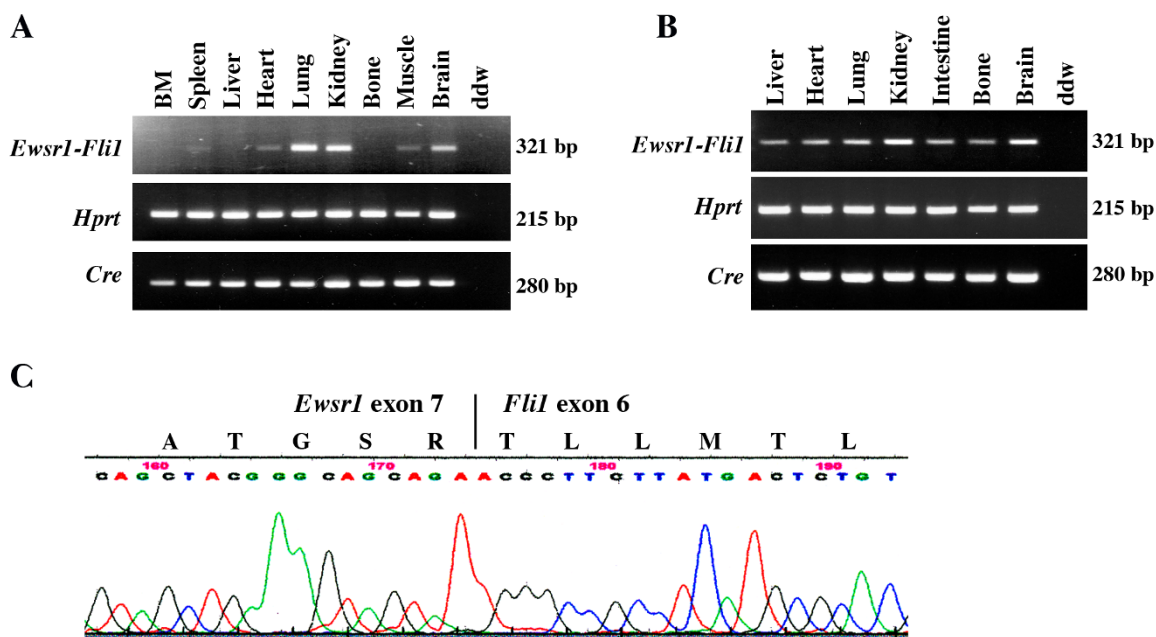 A
BM Spleen Liver Heart Lung Kidney Bone Muscle Brain ddw
Ewsr1-Fli1 321 bp
Hprt 215 bp
Cre 280 bp
B
Liver Heart Lung Kidney Intestine Bone Brain ddw
Ewsr1-Fli1 321 bp
Hprt 215 bp
Cre 280 bp
C
Ewsr1 exon 7 | Fli1 exon 6
A T G S R T L L M T L
160 170 180 190
C A G C T A C G G G C A G C A G A A C C C T T C T T A T G A C T C T G T